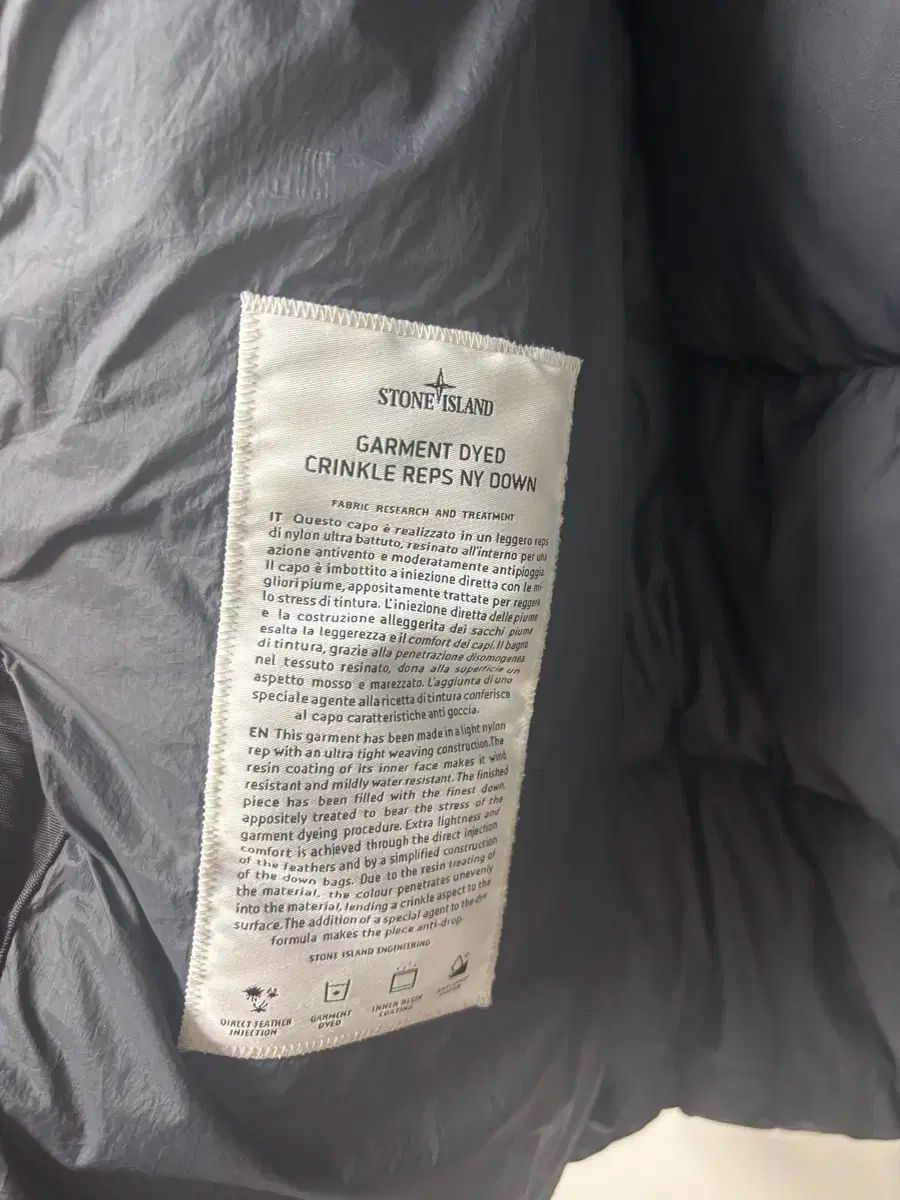 STONE ISLAND
GARMENT DYED
CRINKLE REPS NY DOWN
FABRIC RESEARCH AND TREATMENT
IT Questo capo è realizzato in un leggero reps
di nylon ultra battuto, resinato all'interno per una
azione antivento e moderatamente antipioggia.
Il capo è imbottito a iniezione diretta con le mi-
gliori piume, appositamente trattate per reggere
lo stress di tintura. L'iniezione diretta delle piume
e la costruzione alleggerita dei sacchi piuma
esalta la leggerezza e il comfort dei capi. Il bagno
di tintura, grazie alla penetrazione disomogenea
nel tessuto resinato, dona alla superficie un
aspetto mosso e marezzato. L'aggiunta di uno
speciale agente alla ricetta di tintura conferisce
al capo caratteristiche anti goccia.
EN This garment has been made in a light nylon
rep with an ultra tight weaving construction.The
resin coating of its inner face makes it wind
resistant and mildly water resistant. The finished
piece has been filled with the finest down,
appositely treated to bear the stress of the
garment dyeing procedure. Extra lightness and
comfort is achieved through the direct injection
of the feathers and by a simplified construction
of the down bags. Due to the resin treating of
the material, the colour penetrates unevenly
into the material, lending a crinkle aspect to the
surface. The addition of a special agent to the dye
formula makes the piece anti-drop.
STONE ISLAND ENGINEERING
DIRECT FEATHER
INJECTION
GARMENT
DYED
INNER RESIN
COATING